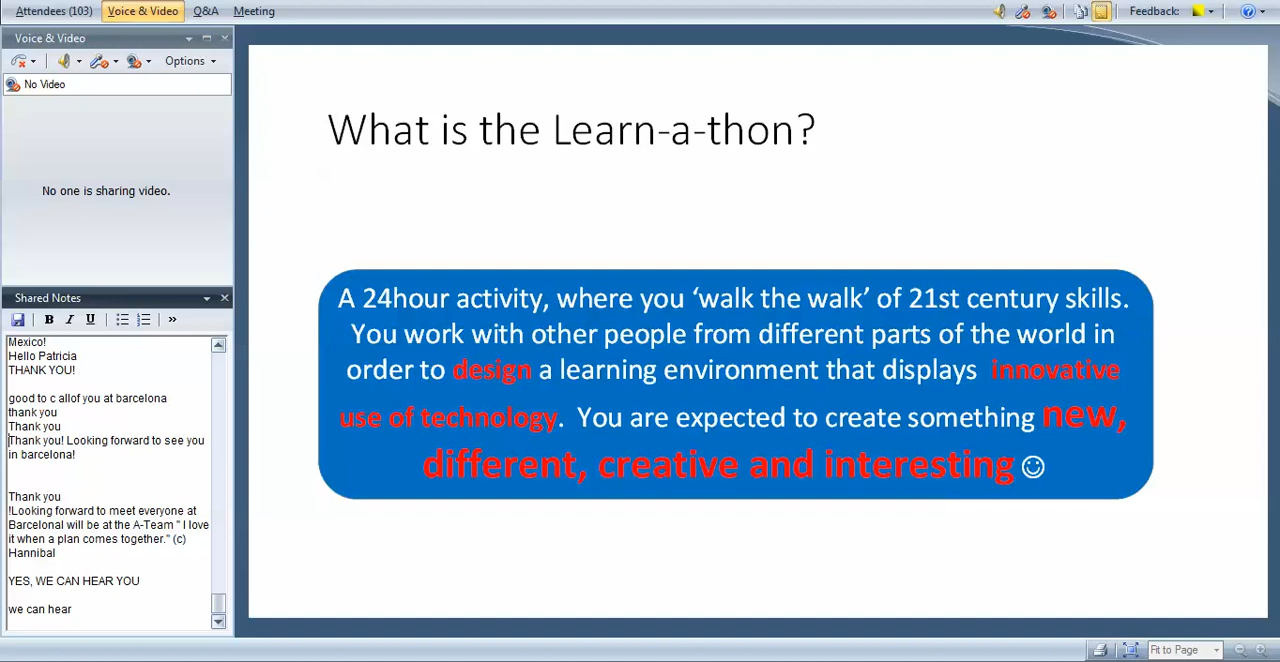 Attendees (103)
Voice & Video
Q&A
Meeting
Feedback:
Voice & Video
Options
No Video
No one is sharing video.
Shared Notes
B I U
Mexico!
Hello Patricia
THANK YOU!
good to c allof you at barcelona
thank you
Thank you
Thank you! Looking forward to see you
in barcelona!
Thank you
!Looking forward to meet everyone at
Barcelonal will be at the A-Team " I love
it when a plan comes together." (c)
Hannibal
YES, WE CAN HEAR YOU
we can hear
What is the Learn-a-thon?
A 24hour activity, where you ‘walk the walk’ of 21st century skills.
You work with other people from different parts of the world in
order to design a learning environment that displays innovative
use of technology. You are expected to create something new,
different, creative and interesting☺
Fit to Page